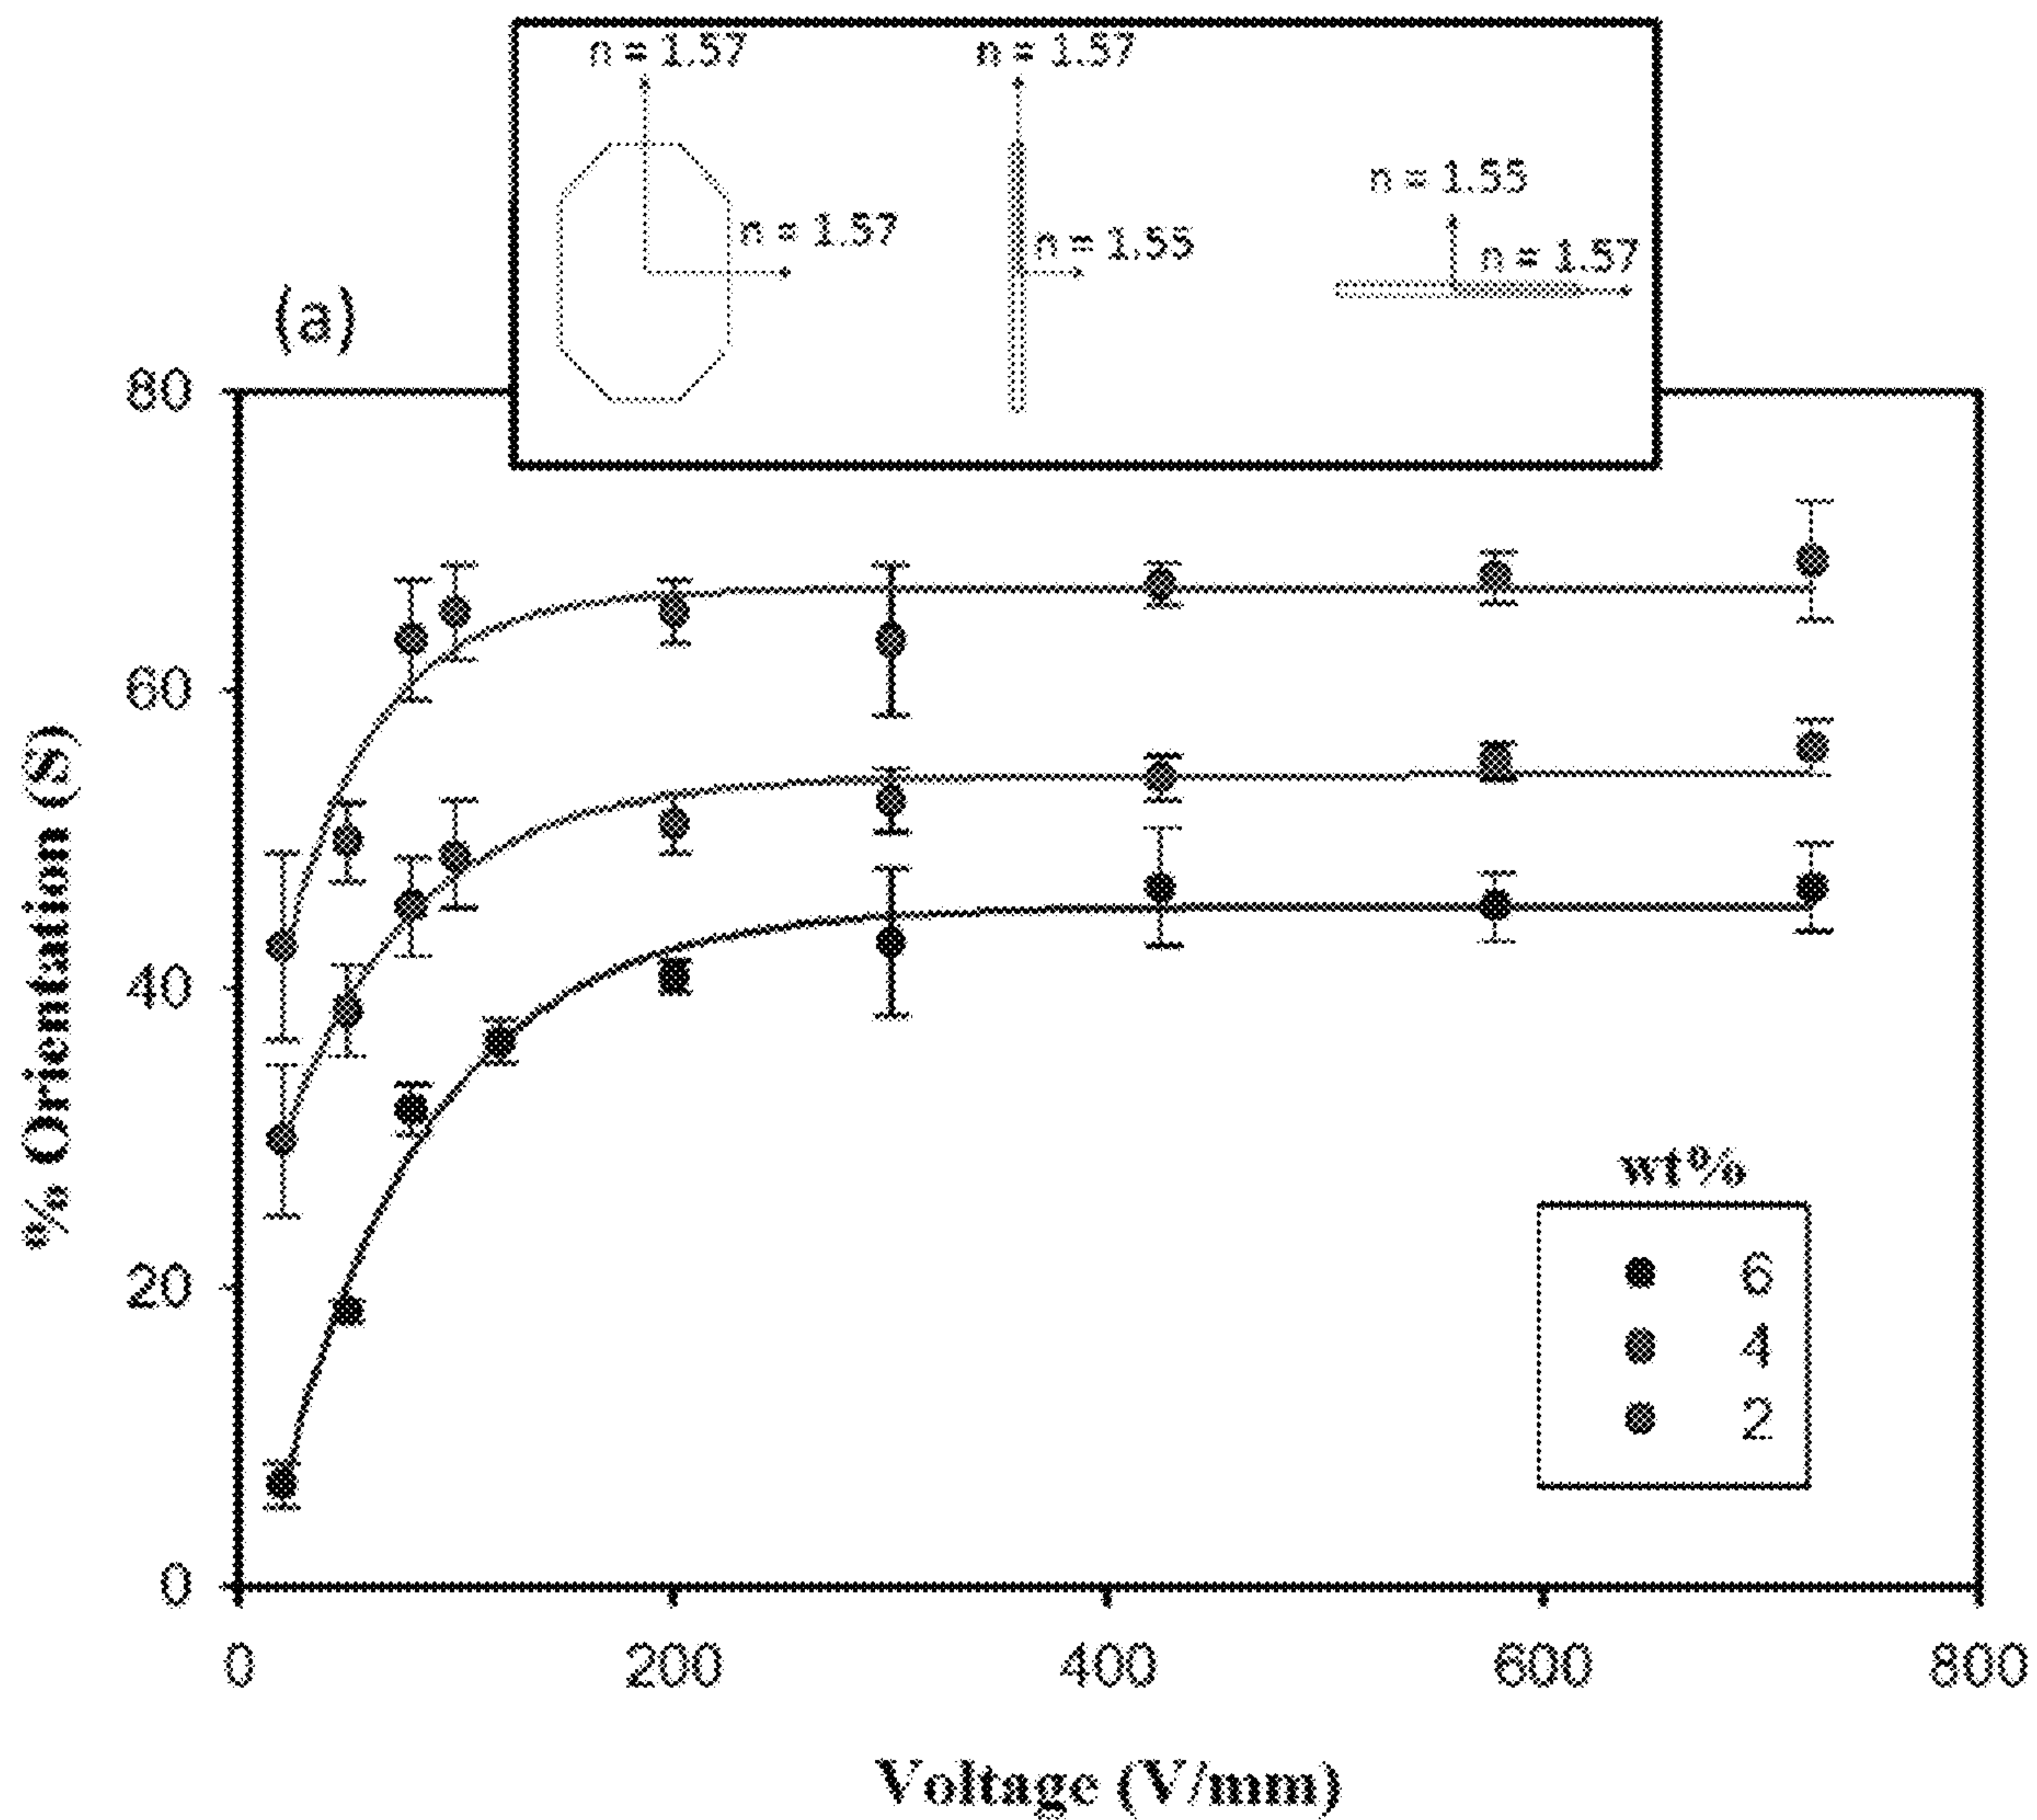 n = 1.57
n = 1.57
n = 1.57
n = 1.55
n = 1.55
n = 1.57
(a)
80
60
40
20
0
% Orientation (S)
wt%
6
4
2
0
200
400
600
800
Voltage (V/mm)